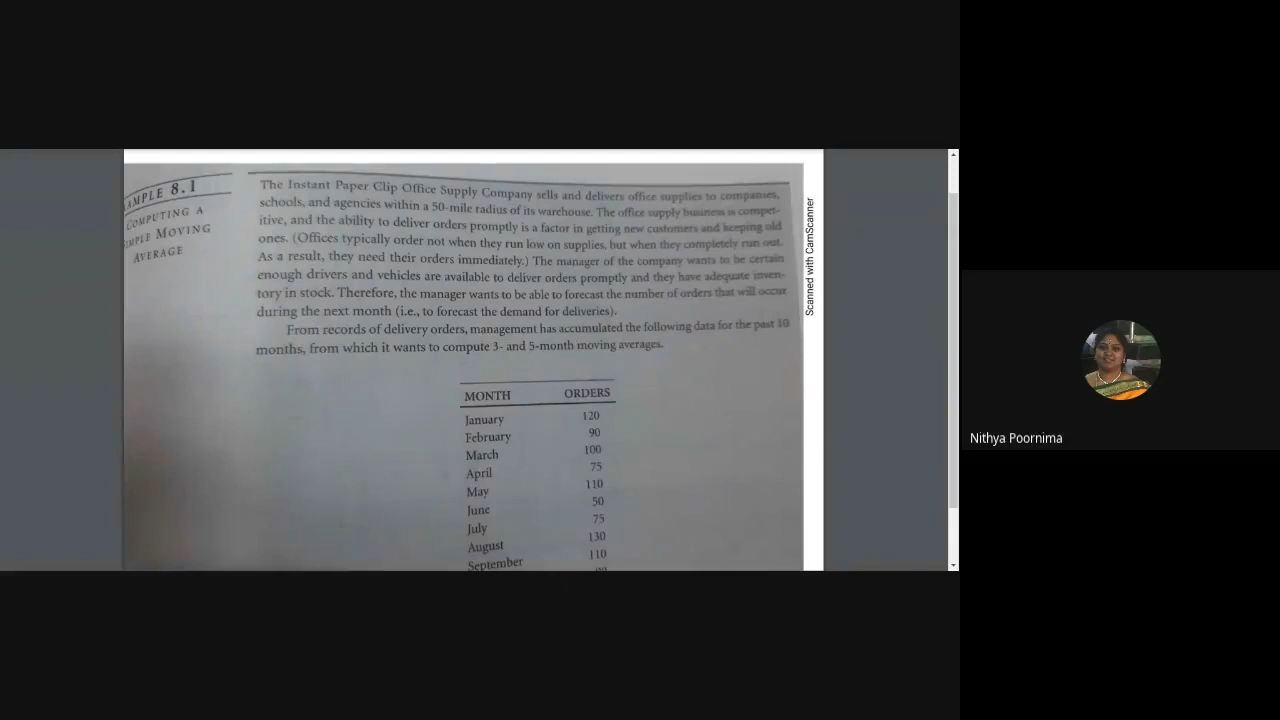 AMPLE 8.1
COMPUTING A
IMPLE MOVING
AVERAGE
The Instant Paper Clip Office Supply Company sells and delivers office supplies to companies,
schools, and agencies within a 50-mile radius of its warehouse. The office supply business is compet-
itive, and the ability to deliver orders promptly is a factor in getting new customers and keeping old
ones. (Offices typically order not when they run low on supplies, but when they completely run out.
As a result, they need their orders immediately.) The manager of the company wants to be certain
enough drivers and vehicles are available to deliver orders promptly and they have adequate inven-
tory in stock. Therefore, the manager wants to be able to forecast the number of orders that will occur
during the next month (i.e., to forecast the demand for deliveries).
From records of delivery orders, management has accumulated the following data for the past 10
months, from which it wants to compute 3- and 5-month moving averages.
MONTH ORDERS
January 120
February 90
March 100
April 75
May 110
June 50
July 75
August 130
September 110
Scanned with CamScanner
Nithya Poornima